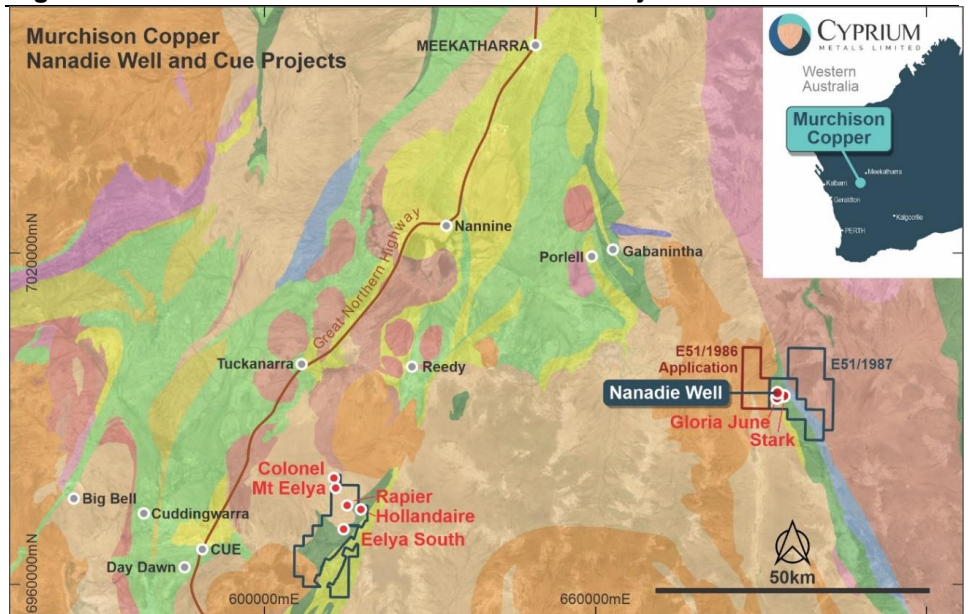 Murchison Copper
Nanadie Well and Cue Projects
MEEKATHARRA
CYPRIUM
METALS LIMITED
Western
Australia
Murchison
Copper
Meekatharra
Kalbarri
Geraldton
Kalgoorlie
PERTH
7020000mN
Great Northern Highway
Nannine
Porlell
Gabanintha
Tuckanarra
Reedy
E51/1986
Application
E51/1987
Nanadie Well
Gloria June
Stark
Colonel
Mt Eelya
Rapier
Hollandaire
Eelya South
Big Bell
Cuddingwarra
CUE
Day Dawn
6960000mN
600000mE
660000mE
50km